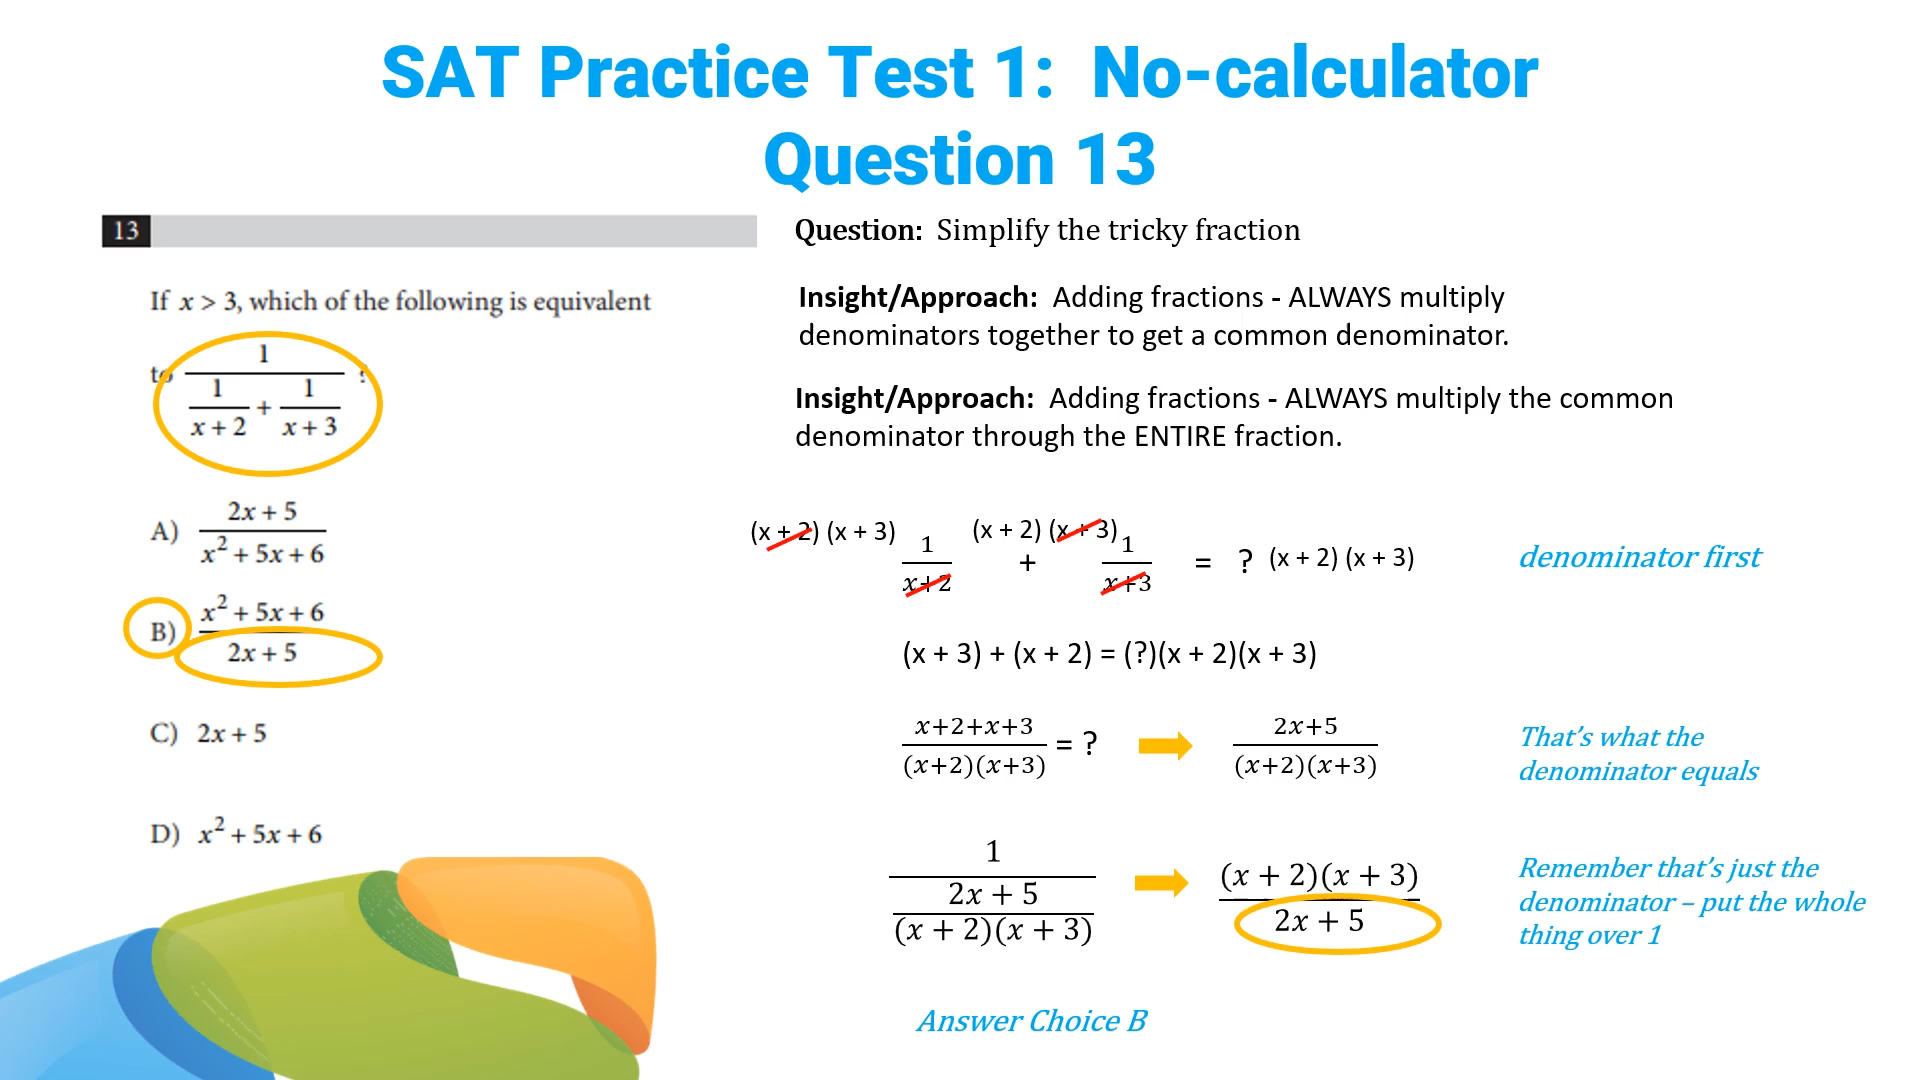 SAT Practice Test 1:  No-calculator
Question 13
13
If x > 3, which of the following is equivalent
to 1 / (1/(x + 2) + 1/(x + 3)) ?
A) (2x + 5)/(x² + 5x + 6)
B) (x² + 5x + 6)/(2x + 5)
C) 2x + 5
D) x² + 5x + 6
Question:  Simplify the tricky fraction
Insight/Approach:  Adding fractions - ALWAYS multiply
denominators together to get a common denominator.
Insight/Approach:  Adding fractions - ALWAYS multiply the common
denominator through the ENTIRE fraction.
(x + 2) (x + 3) 1/(x+2) + (x + 2) (x + 3) 1/(x+3) = ? (x + 2) (x + 3)
denominator first
(x + 3) + (x + 2) = (?)(x + 2)(x + 3)
(x+2+x+3)/((x+2)(x+3)) = ? (2x+5)/((x+2)(x+3))
That's what the
denominator equals
1 / ((2x + 5)/((x + 2)(x + 3))) ((x + 2)(x + 3))/(2x + 5)
Remember that's just the
denominator – put the whole
thing over 1
Answer Choice B